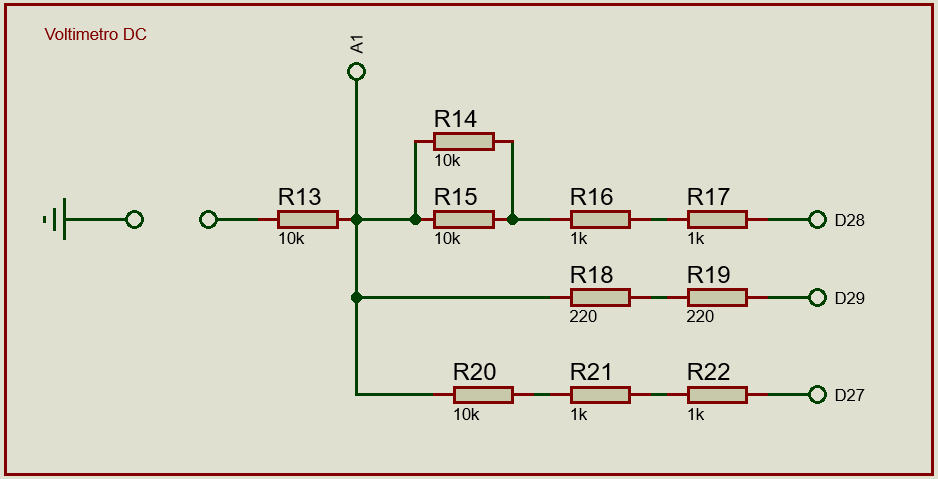 Voltimetro DC
A1
R14
10k
R13
10k
R15
10k
R16
1k
R17
1k
D28
R18
220
R19
220
D29
R20
10k
R21
1k
R22
1k
D27